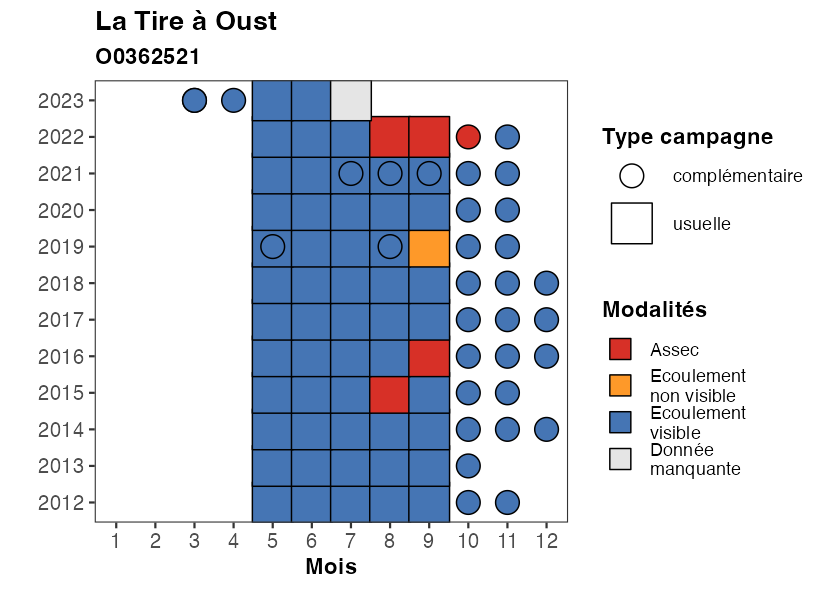 La Tire à Oust
O0362521
2023
2022
2021
2020
2019
2018
2017
2016
2015
2014
2013
2012
1 2 3 4 5 6 7 8 9 10 11 12
Mois
Type campagne
complémentaire
usuelle
Modalités
Assec
Ecoulement
non visible
Ecoulement
visible
Donnée
manquante